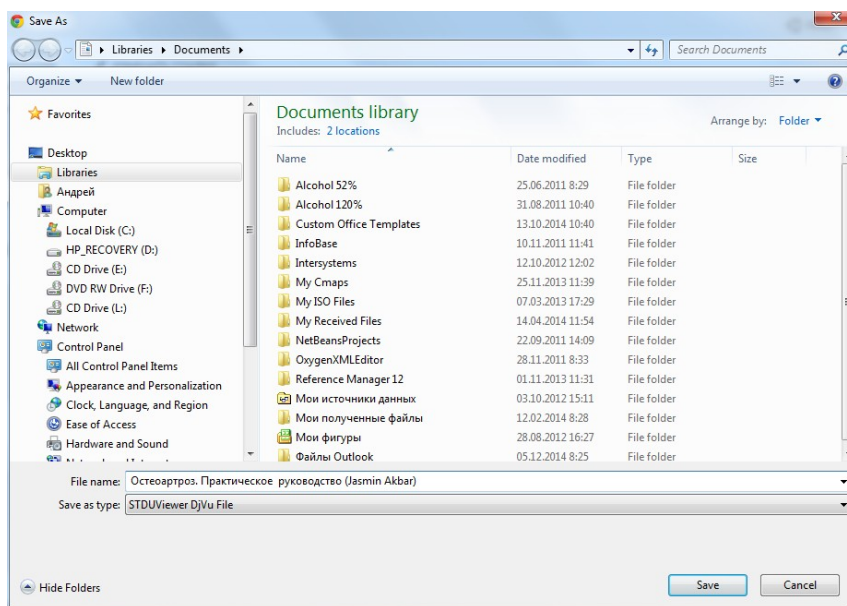 Save As
Libraries Documents
Search Documents
Organize New folder
Favorites
Desktop
Libraries
Андрей
Computer
Local Disk (C:)
HP_RECOVERY (D:)
CD Drive (E:)
DVD RW Drive (F:)
CD Drive (L:)
Network
Control Panel
All Control Panel Items
Appearance and Personalization
Clock, Language, and Region
Ease of Access
Hardware and Sound
Documents library
Includes: 2 locations
Arrange by: Folder
Name Date modified Type Size
Alcohol 52% 25.06.2011 8:29 File folder
Alcohol 120% 31.08.2011 10:40 File folder
Custom Office Templates 13.10.2014 10:40 File folder
InfoBase 10.11.2011 11:41 File folder
Intersystems 12.10.2012 12:02 File folder
My Cmaps 25.11.2013 11:39 File folder
My ISO Files 07.03.2013 17:29 File folder
My Received Files 14.04.2014 11:54 File folder
NetBeansProjects 22.09.2011 14:09 File folder
OxygenXMLEditor 28.11.2011 8:33 File folder
Reference Manager 12 01.11.2013 11:31 File folder
Мои источники данных 03.10.2012 15:11 File folder
Мои полученные файлы 12.02.2014 8:28 File folder
Мои фигуры 28.08.2012 16:27 File folder
Файлы Outlook 05.12.2014 8:25 File folder
File name: Остеоартроз. Практическое руководство (Jasmin Akbar)
Save as type: STDUViewer DjVu File
Hide Folders
Save Cancel